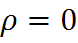 ρ = 0